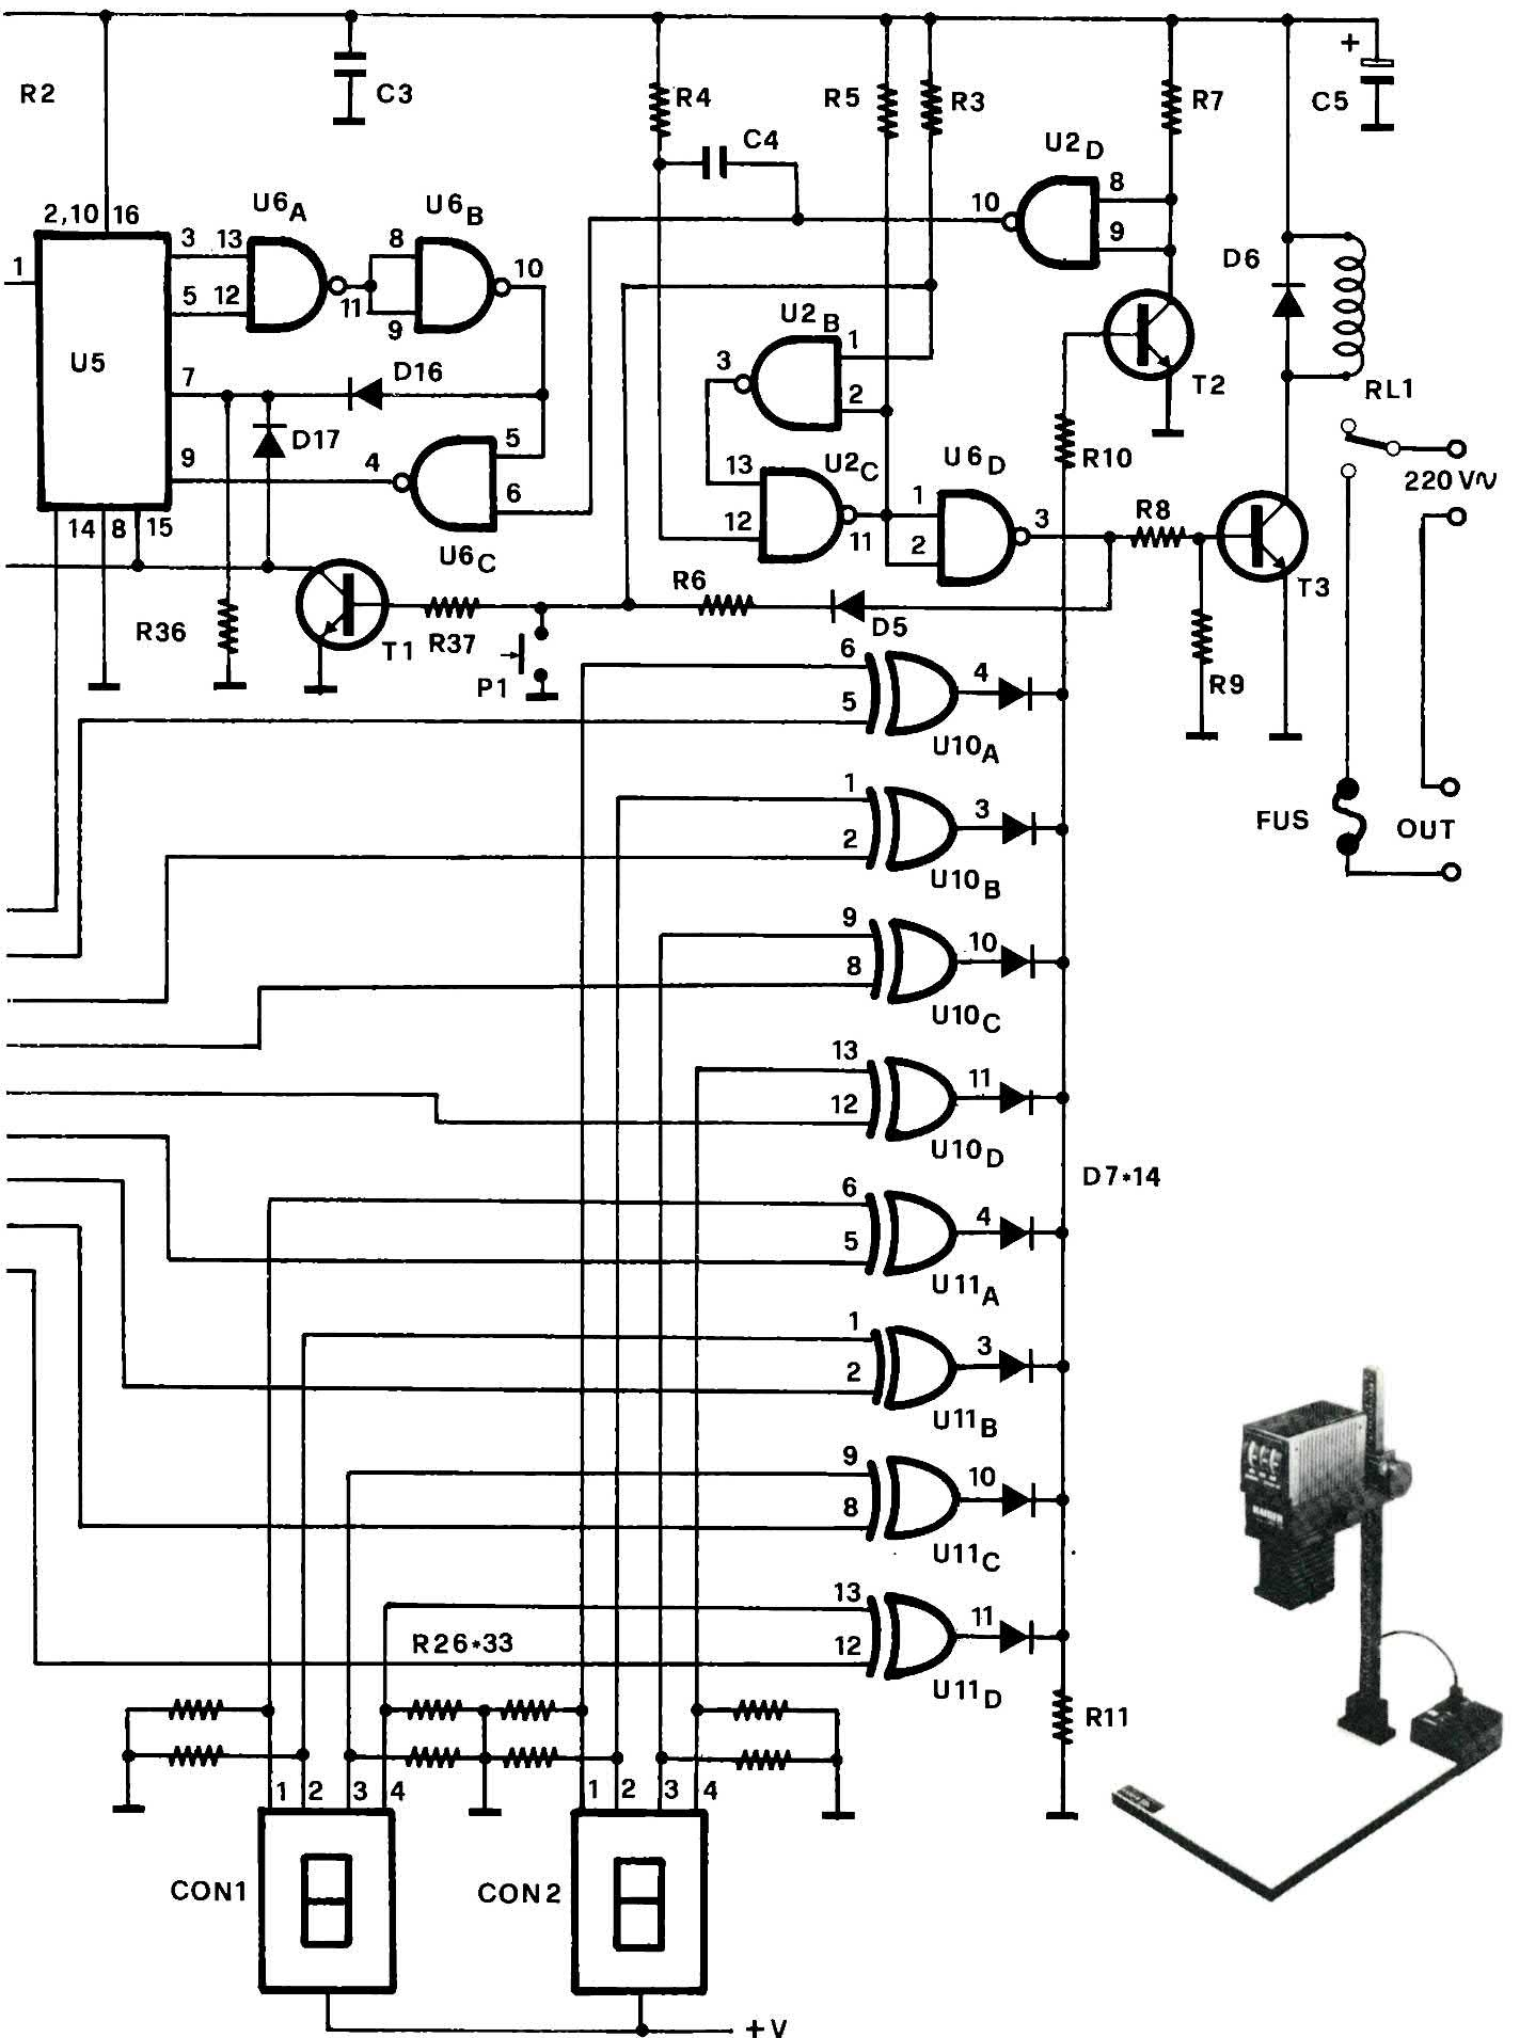 +
R2
C3
R4
R5
R3
R7
C5
C4
U2D
8
10
9
2,10 16
U6A
U6B
1
3 13
8
10
5 12
11
9
D6
U5
U2B
3
1
2
T2
RL1
7
D16
D17
5
9
4
6
U6C
13
U2C
12
11
U6D
1
2
3
R10
R8
220 V∿
14 8 15
T3
R6
D5
R36
T1
R37
P1
R9
6
5
4
U10A
1
2
3
U10B
FUS
OUT
9
8
10
U10C
13
12
11
U10D
D7*14
6
5
4
U11A
1
2
3
U11B
9
8
10
U11C
13
12
11
U11D
R26*33
R11
1 2 3 4
1 2 3 4
CON1
CON2
+V